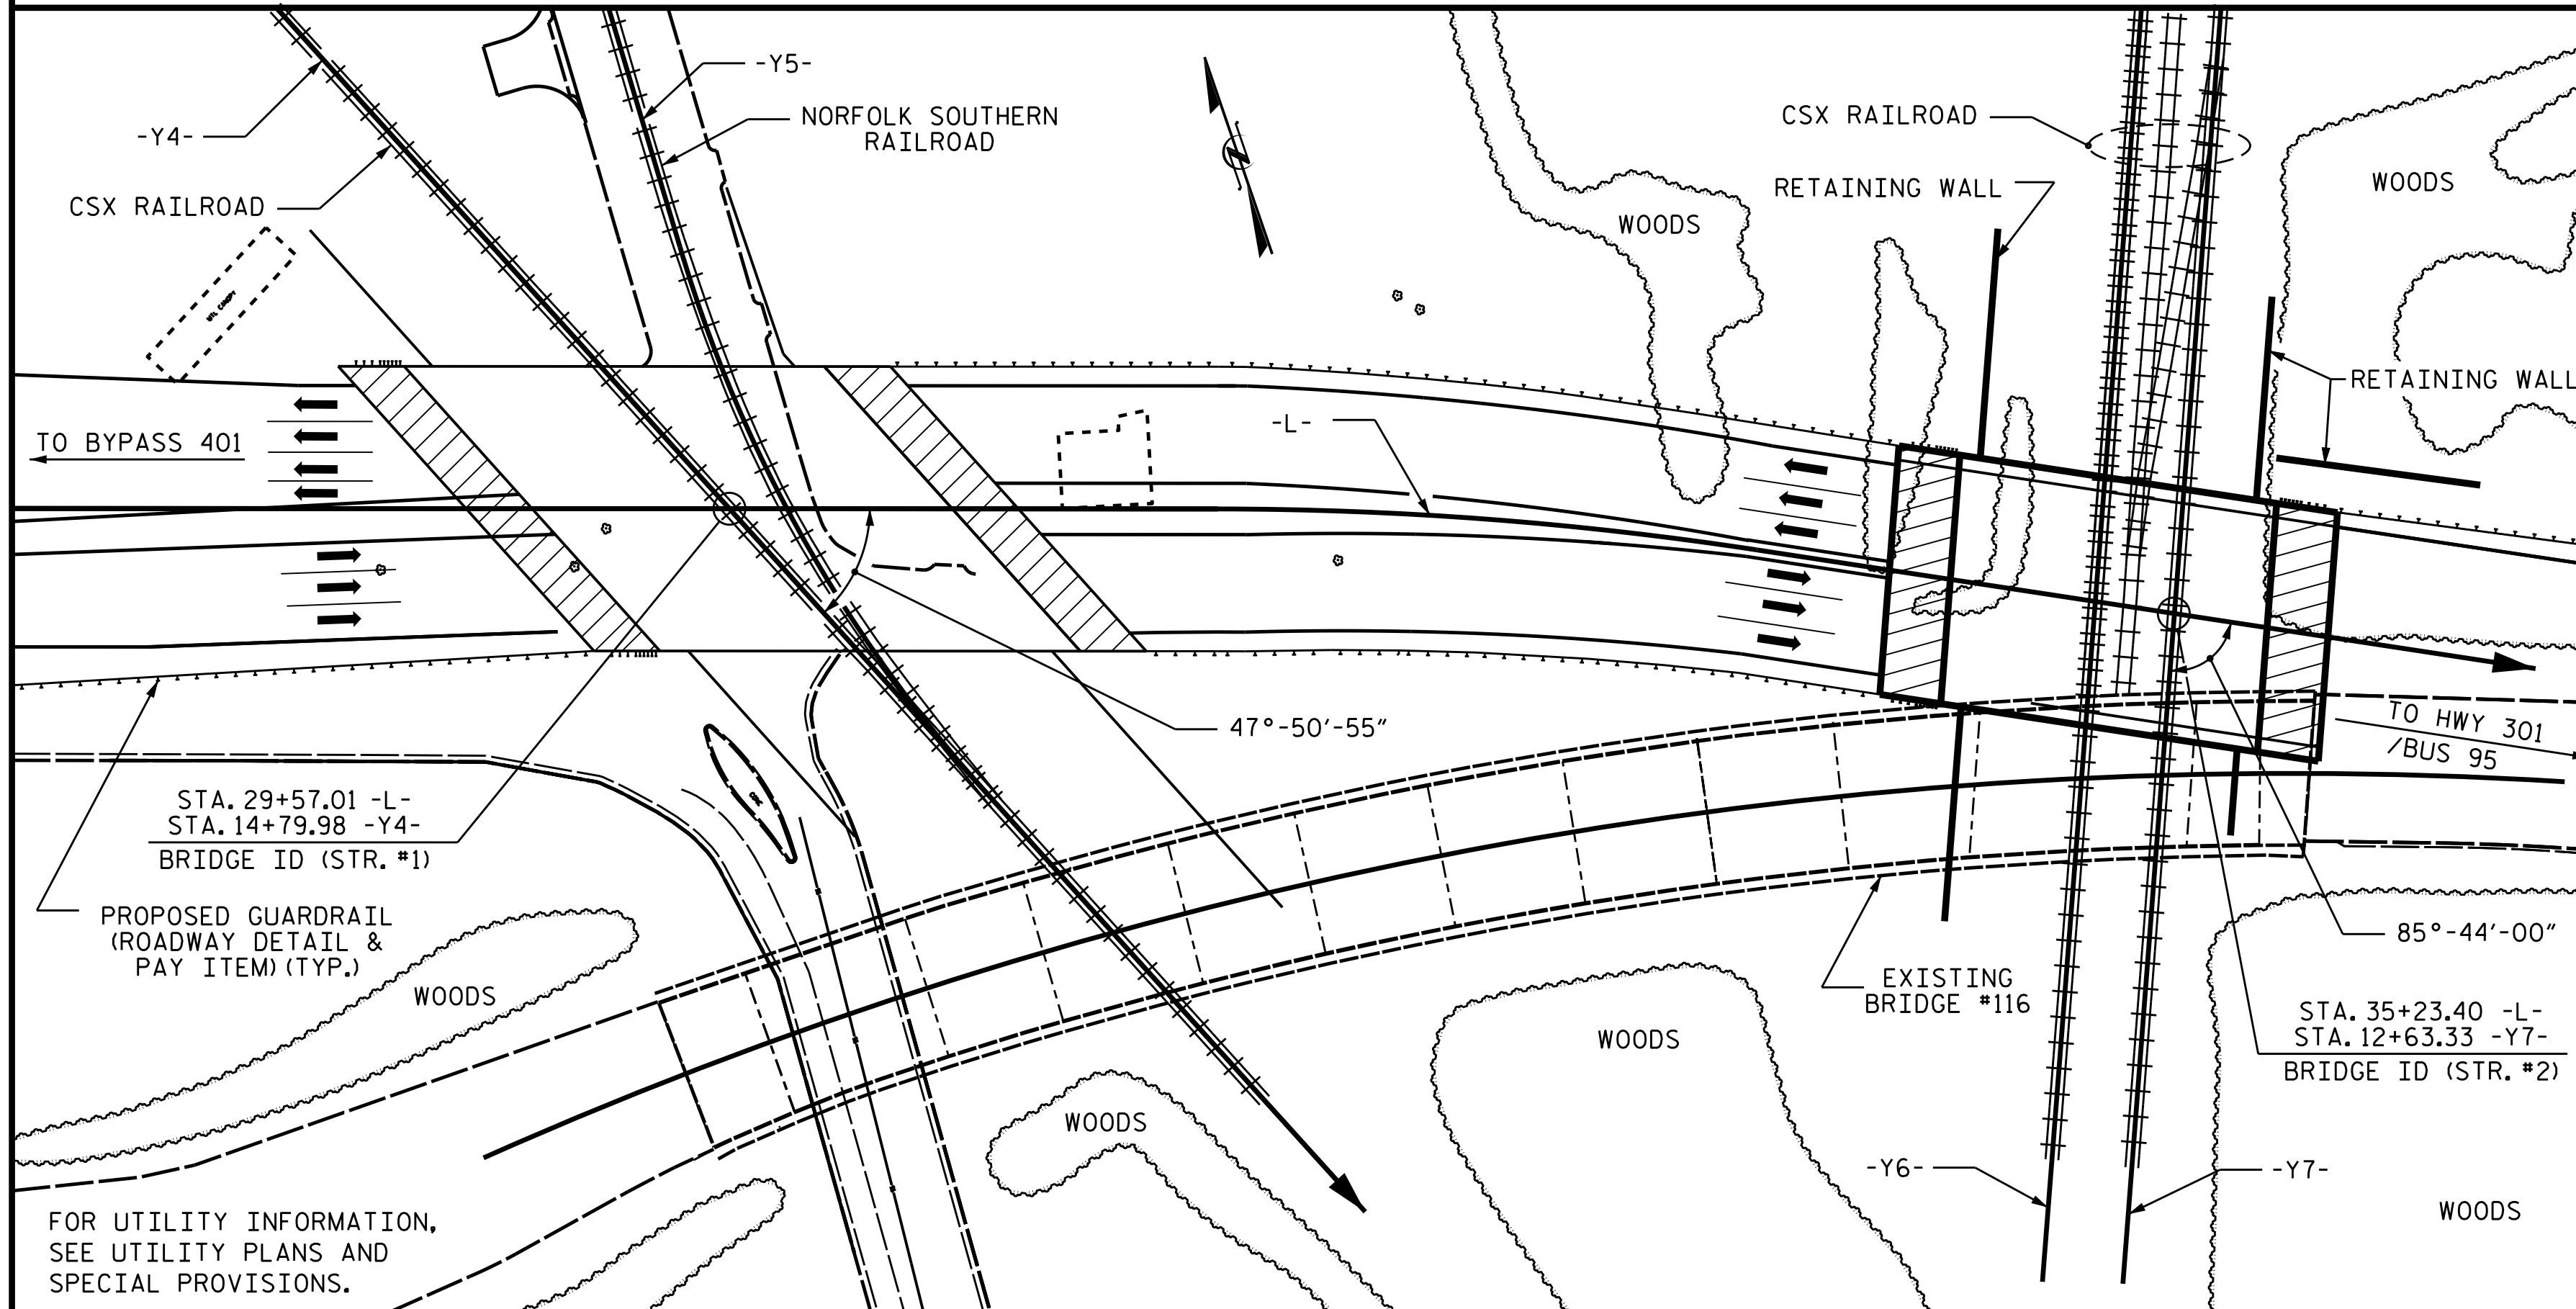 -Y4-
CSX RAILROAD
-Y5-
NORFOLK SOUTHERN
RAILROAD
N
CSX RAILROAD
RETAINING WALL
WOODS
WOODS
RETAINING WALL
TO BYPASS 401
-L-
47°-50'-55"
STA. 29+57.01 -L-
STA. 14+79.98 -Y4-
BRIDGE ID (STR. #1)
PROPOSED GUARDRAIL
(ROADWAY DETAIL &
PAY ITEM) (TYP.)
WOODS
TO HWY 301
/BUS 95
85°-44'-00"
EXISTING
BRIDGE #116
STA. 35+23.40 -L-
STA. 12+63.33 -Y7-
BRIDGE ID (STR. #2)
WOODS
WOODS
-Y6-
-Y7-
WOODS
FOR UTILITY INFORMATION,
SEE UTILITY PLANS AND
SPECIAL PROVISIONS.